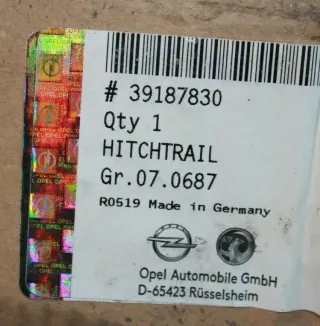 # 39187830
Qty 1
HITCHTRAIL
Gr.07.0687
R0519 Made in Germany
Opel Automobile GmbH
D-65423 Rüsselsheim